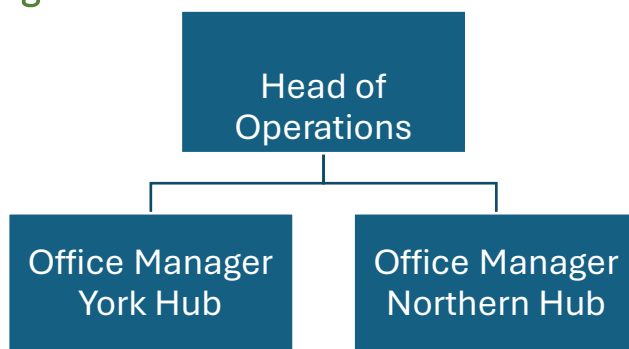 Head of
Operations
Office Manager
York Hub
Office Manager
Northern Hub